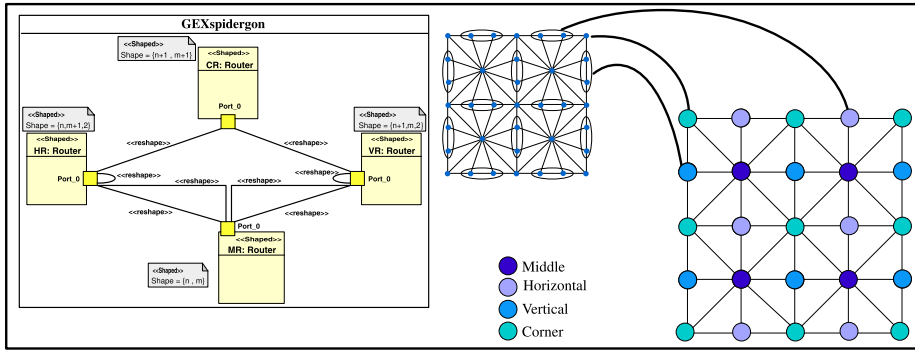 GEXspidergon
<<Shaped>>
Shape = {n+1 , m+1}
<<Shaped>>
CR: Router
Port_0
<<Shaped>>
Shape = {n,m+1,2}
<<Shaped>>
HR: Router
Port_0
<<Shaped>>
Shape = {n+1,m,2}
<<Shaped>>
VR: Router
Port_0
<<reshape>>
<<reshape>>
<<reshape>>
<<reshape>>
<<reshape>>
<<reshape>>
<<reshape>>
<<reshape>>
Port_0
<<Shaped>>
MR: Router
<<Shaped>>
Shape = {n , m}
Middle
Horizontal
Vertical
Corner